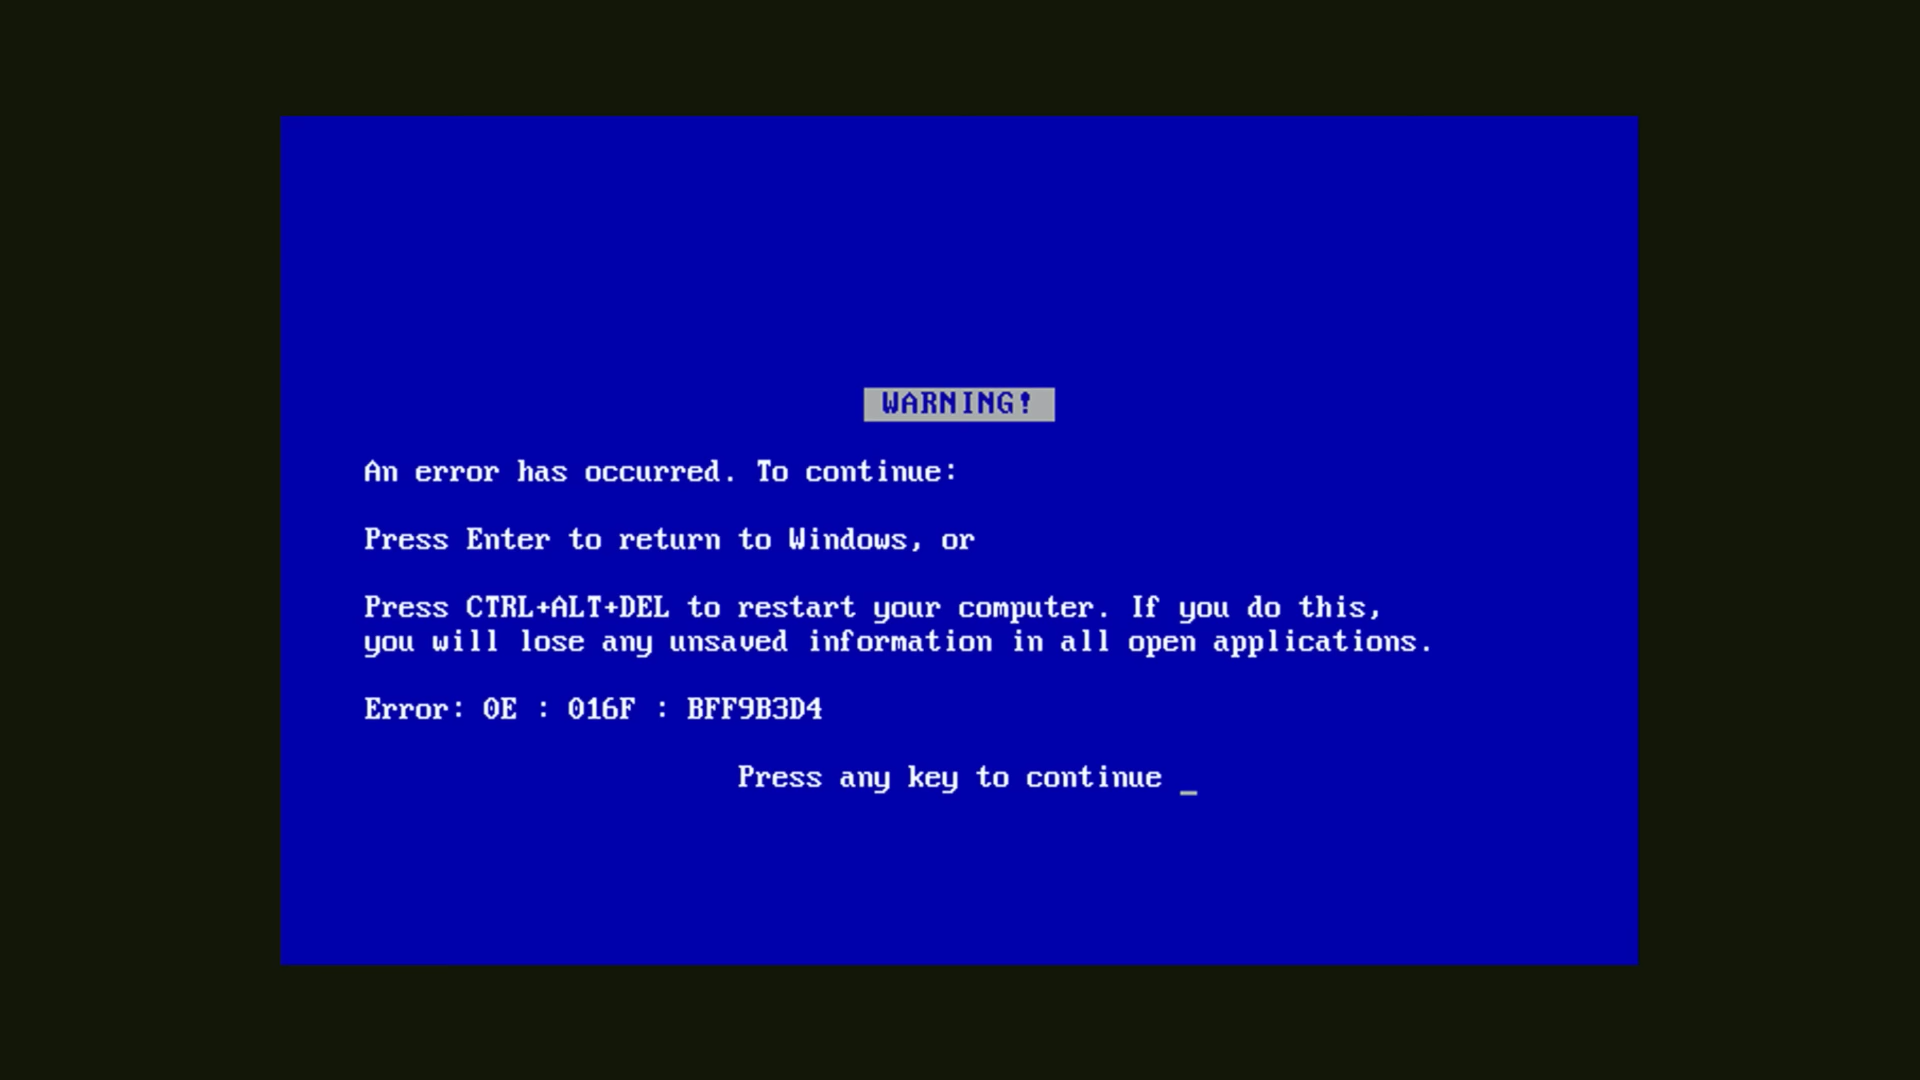 WARNING!
An error has occurred. To continue:
Press Enter to return to Windows, or
Press CTRL+ALT+DEL to restart your computer. If you do this,
you will lose any unsaved information in all open applications.
Error: 0E : 016F : BFF9B3D4
Press any key to continue _